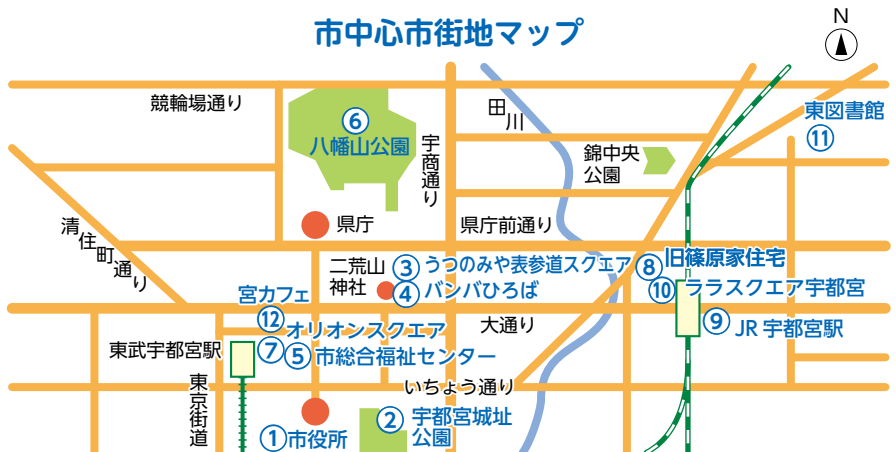 市中心市街地マップ
N
競輪場通り
⑥
八幡山公園
宇商通り
田川
錦中央
公園
東図書館
⑪
清住町通り
県庁
県庁前通り
二荒山
神社
③うつのみや表参道スクエア
④バンバひろば
⑧旧篠原家住宅
⑩ララスクエア宇都宮
宮カフェ
⑫
オリオンスクエア
大通り
⑨JR宇都宮駅
東武宇都宮駅
⑦
⑤市総合福祉センター
東京街道
いちょう通り
①市役所
②宇都宮城址
公園